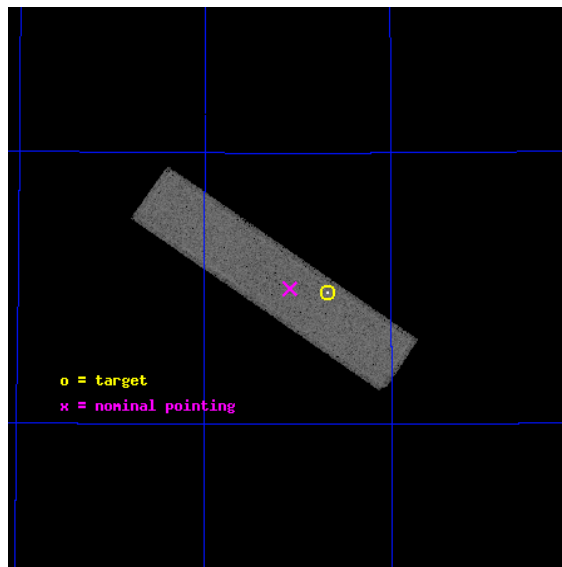 o = target
x = nominal pointing